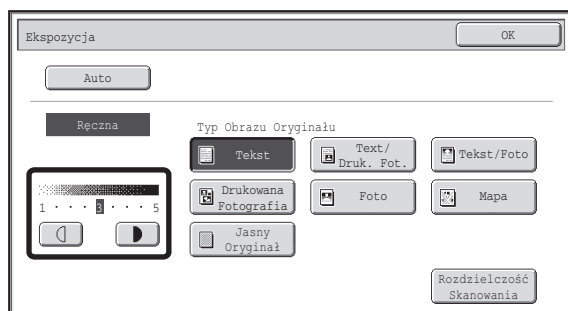 Ekspozycja
OK
Auto
Ręczna
Typ Obrazu Oryginału
Tekst
Text/
Druk. Fot.
Tekst/Foto
Drukowana
Fotografia
Foto
Mapa
Jasny
Oryginał
1 · · · 3 · · · 5
Rozdzielczość
Skanowania